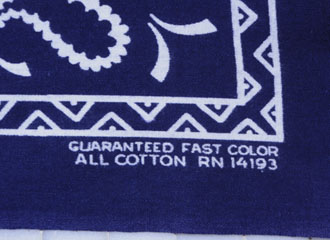 GUARANTEED FAST COLOR
ALL COTTON RN 14193